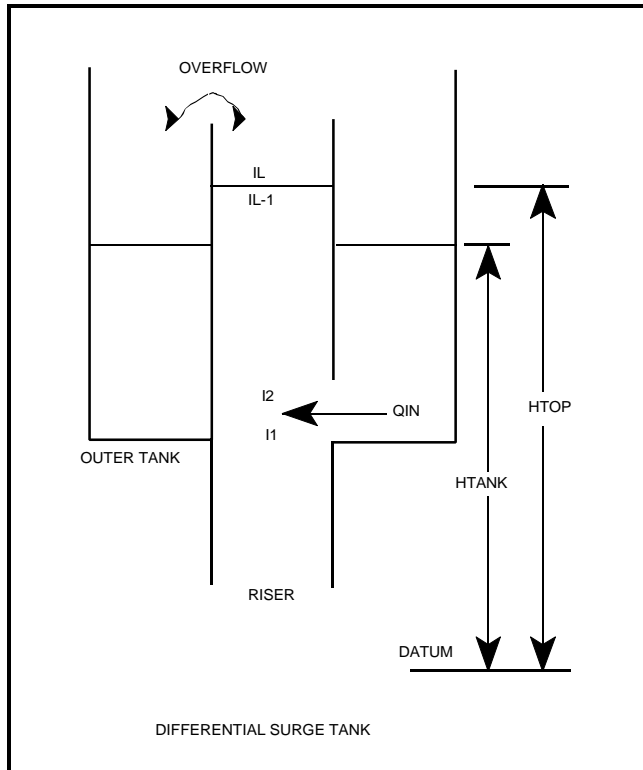 OVERFLOW
IL
IL-1
I2
QIN
I1
HTOP
OUTER TANK
HTANK
RISER
DATUM
DIFFERENTIAL SURGE TANK